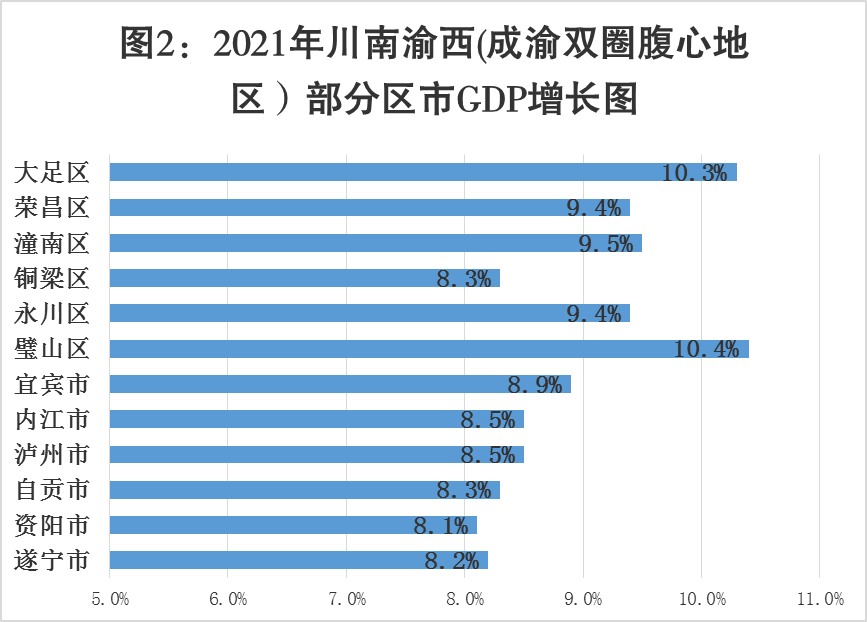 图2：2021年川南渝西(成渝双圈腹心地
区）部分区市GDP增长图
大足区 10.3%
荣昌区 9.4%
潼南区 9.5%
铜梁区 8.3%
永川区 9.4%
璧山区 10.4%
宜宾市 8.9%
内江市 8.5%
泸州市 8.5%
自贡市 8.3%
资阳市 8.1%
遂宁市 8.2%
5.0% 6.0% 7.0% 8.0% 9.0% 10.0% 11.0%